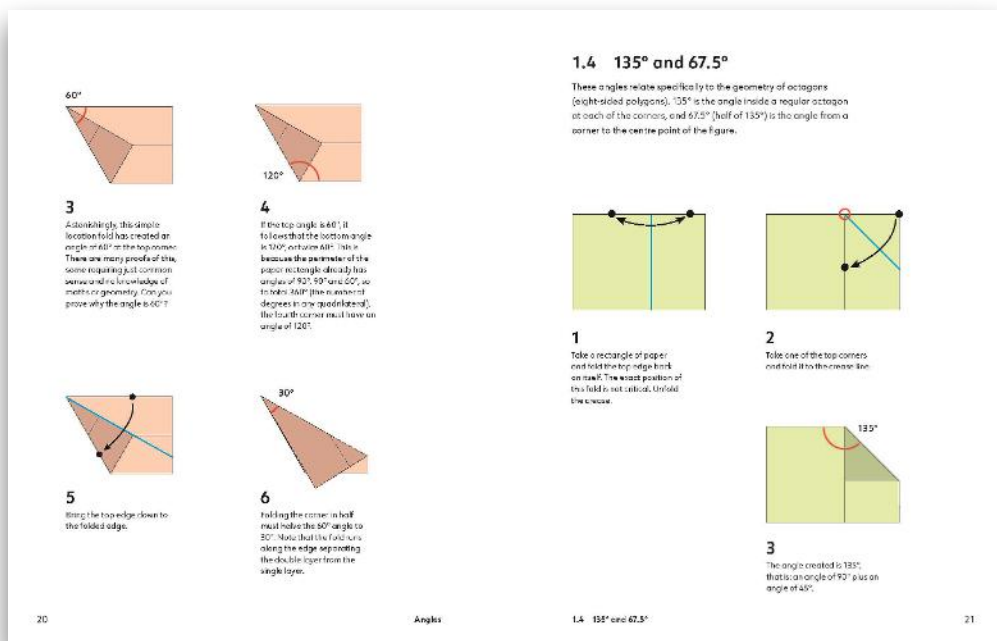 60°
3
Astonishingly, this simple
location fold has created an
angle of 60° at the top corner.
There are many proofs of this,
some requiring just common
sense and no knowledge of
maths or geometry. Can you
prove why the angle is 60°?
120°
4
If the top angle is 60°, it
follows that the bottom angle
is 120°, or twice 60°. This is
because the perimeter of the
paper rectangle already has
angles of 90°, 90° and 60°, so
to total 360° (the number of
degrees in any quadrilateral),
the fourth corner must have an
angle of 120°.
5
Bring the top edge down to
the folded edge.
30°
6
Folding the corner in half
must halve the 60° angle to
30°. Note that the fold runs
along the edge separating
the double layer from the
single layer.
20
Angles
1.4 135° and 67.5°
These angles relate specifically to the geometry of octagons
(eight-sided polygons). 135° is the angle inside a regular octagon
at each of the corners, and 67.5° (half of 135°) is the angle from a
corner to the centre point of the figure.
1
Take a rectangle of paper
and fold the top edge back
on itself. The exact position of
this fold is not critical. Unfold
the crease.
2
Take one of the top corners
and fold it to the crease line.
135°
3
The angle created is 135°,
that is: an angle of 90° plus an
angle of 45°.
1.4 135° and 67.5°
21